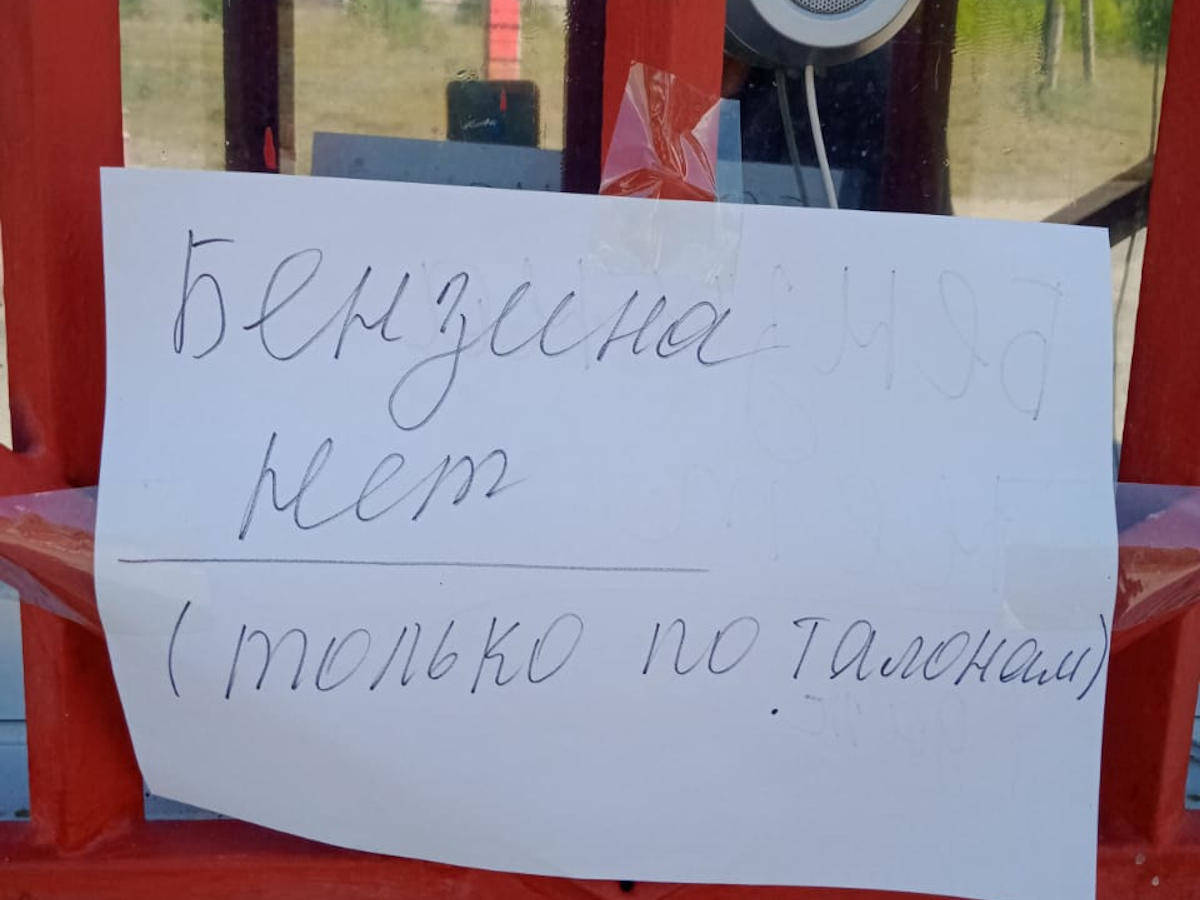 Бензина
нет
(только по талонам)